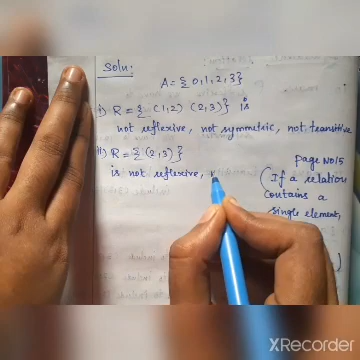 Soln:
A = { 0,1,2,3}
i) R = { (1,2) (2,3)} is
not reflexive, not symmetric, not transitive
ii) R = { (2,3) }
is not reflexive,
page No 15
(If a relation
contains a
single element,
)
XRecorder